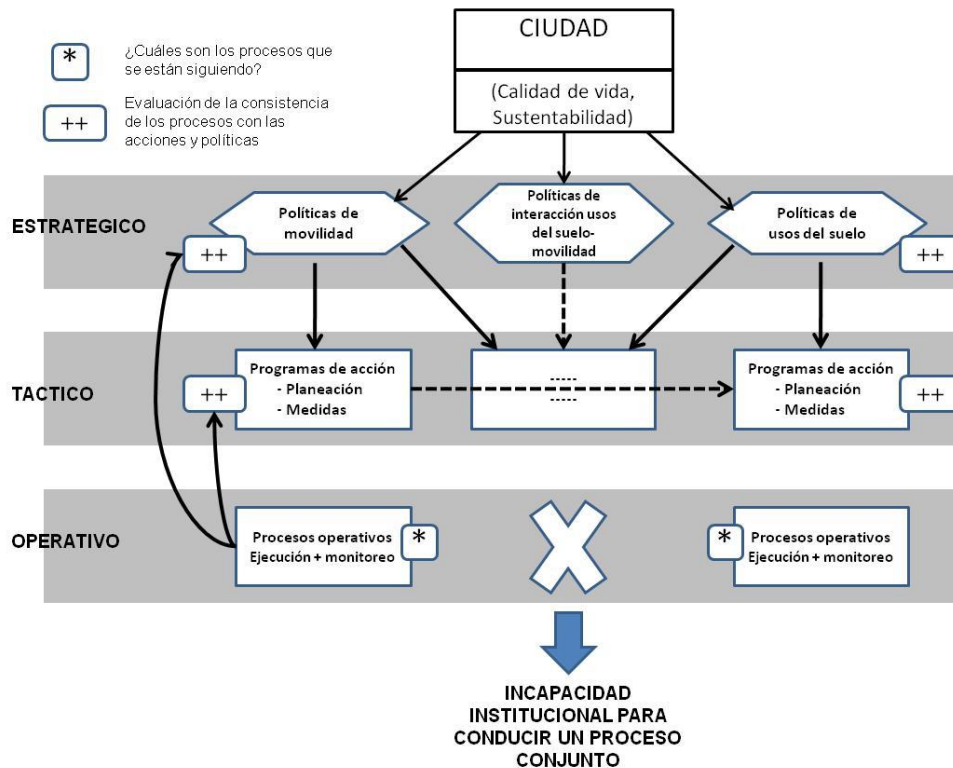 CIUDAD
(Calidad de vida,
Sustentabilidad)
*
¿Cuáles son los procesos que
se están siguiendo?
++
Evaluación de la consistencia
de los procesos con las
acciones y políticas
ESTRATEGICO
Políticas de
movilidad
++
Políticas de
interacción usos
del suelo-
movilidad
Políticas de
usos del suelo
++
TACTICO
++
Programas de acción
- Planeación
- Medidas
-----
-----
Programas de acción
- Planeación
- Medidas
++
OPERATIVO
Procesos operativos
Ejecución + monitoreo
*
*
Procesos operativos
Ejecución + monitoreo
INCAPACIDAD
INSTITUCIONAL PARA
CONDUCIR UN PROCESO
CONJUNTO